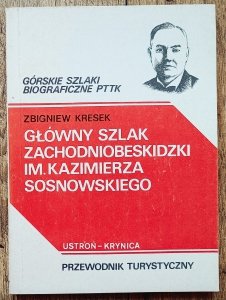 GÓRSKIE SZLAKI
BIOGRAFICZNE PTTK
ZBIGNIEW KRESEK
GŁÓWNY SZLAK
ZACHODNIOBESKIDZKI
IM. KAZIMIERZA
SOSNOWSKIEGO
USTROŃ-KRYNICA
PRZEWODNIK TURYSTYCZNY